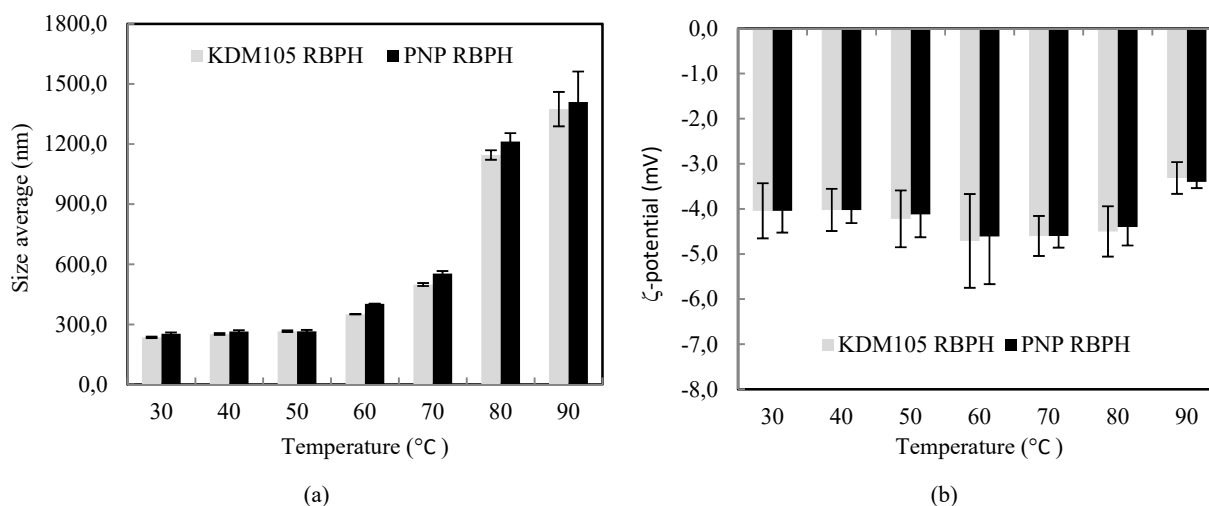 1800,0
1500,0
1200,0
900,0
600,0
300,0
0,0
Size average (nm)
KDM105 RBPH PNP RBPH
30 40 50 60 70 80 90
Temperature (°C )
(a)
0,0
-1,0
-2,0
-3,0
-4,0
-5,0
-6,0
-7,0
-8,0
ζ-potential (mV)
KDM105 RBPH PNP RBPH
30 40 50 60 70 80 90
Temperature (°C )
(b)